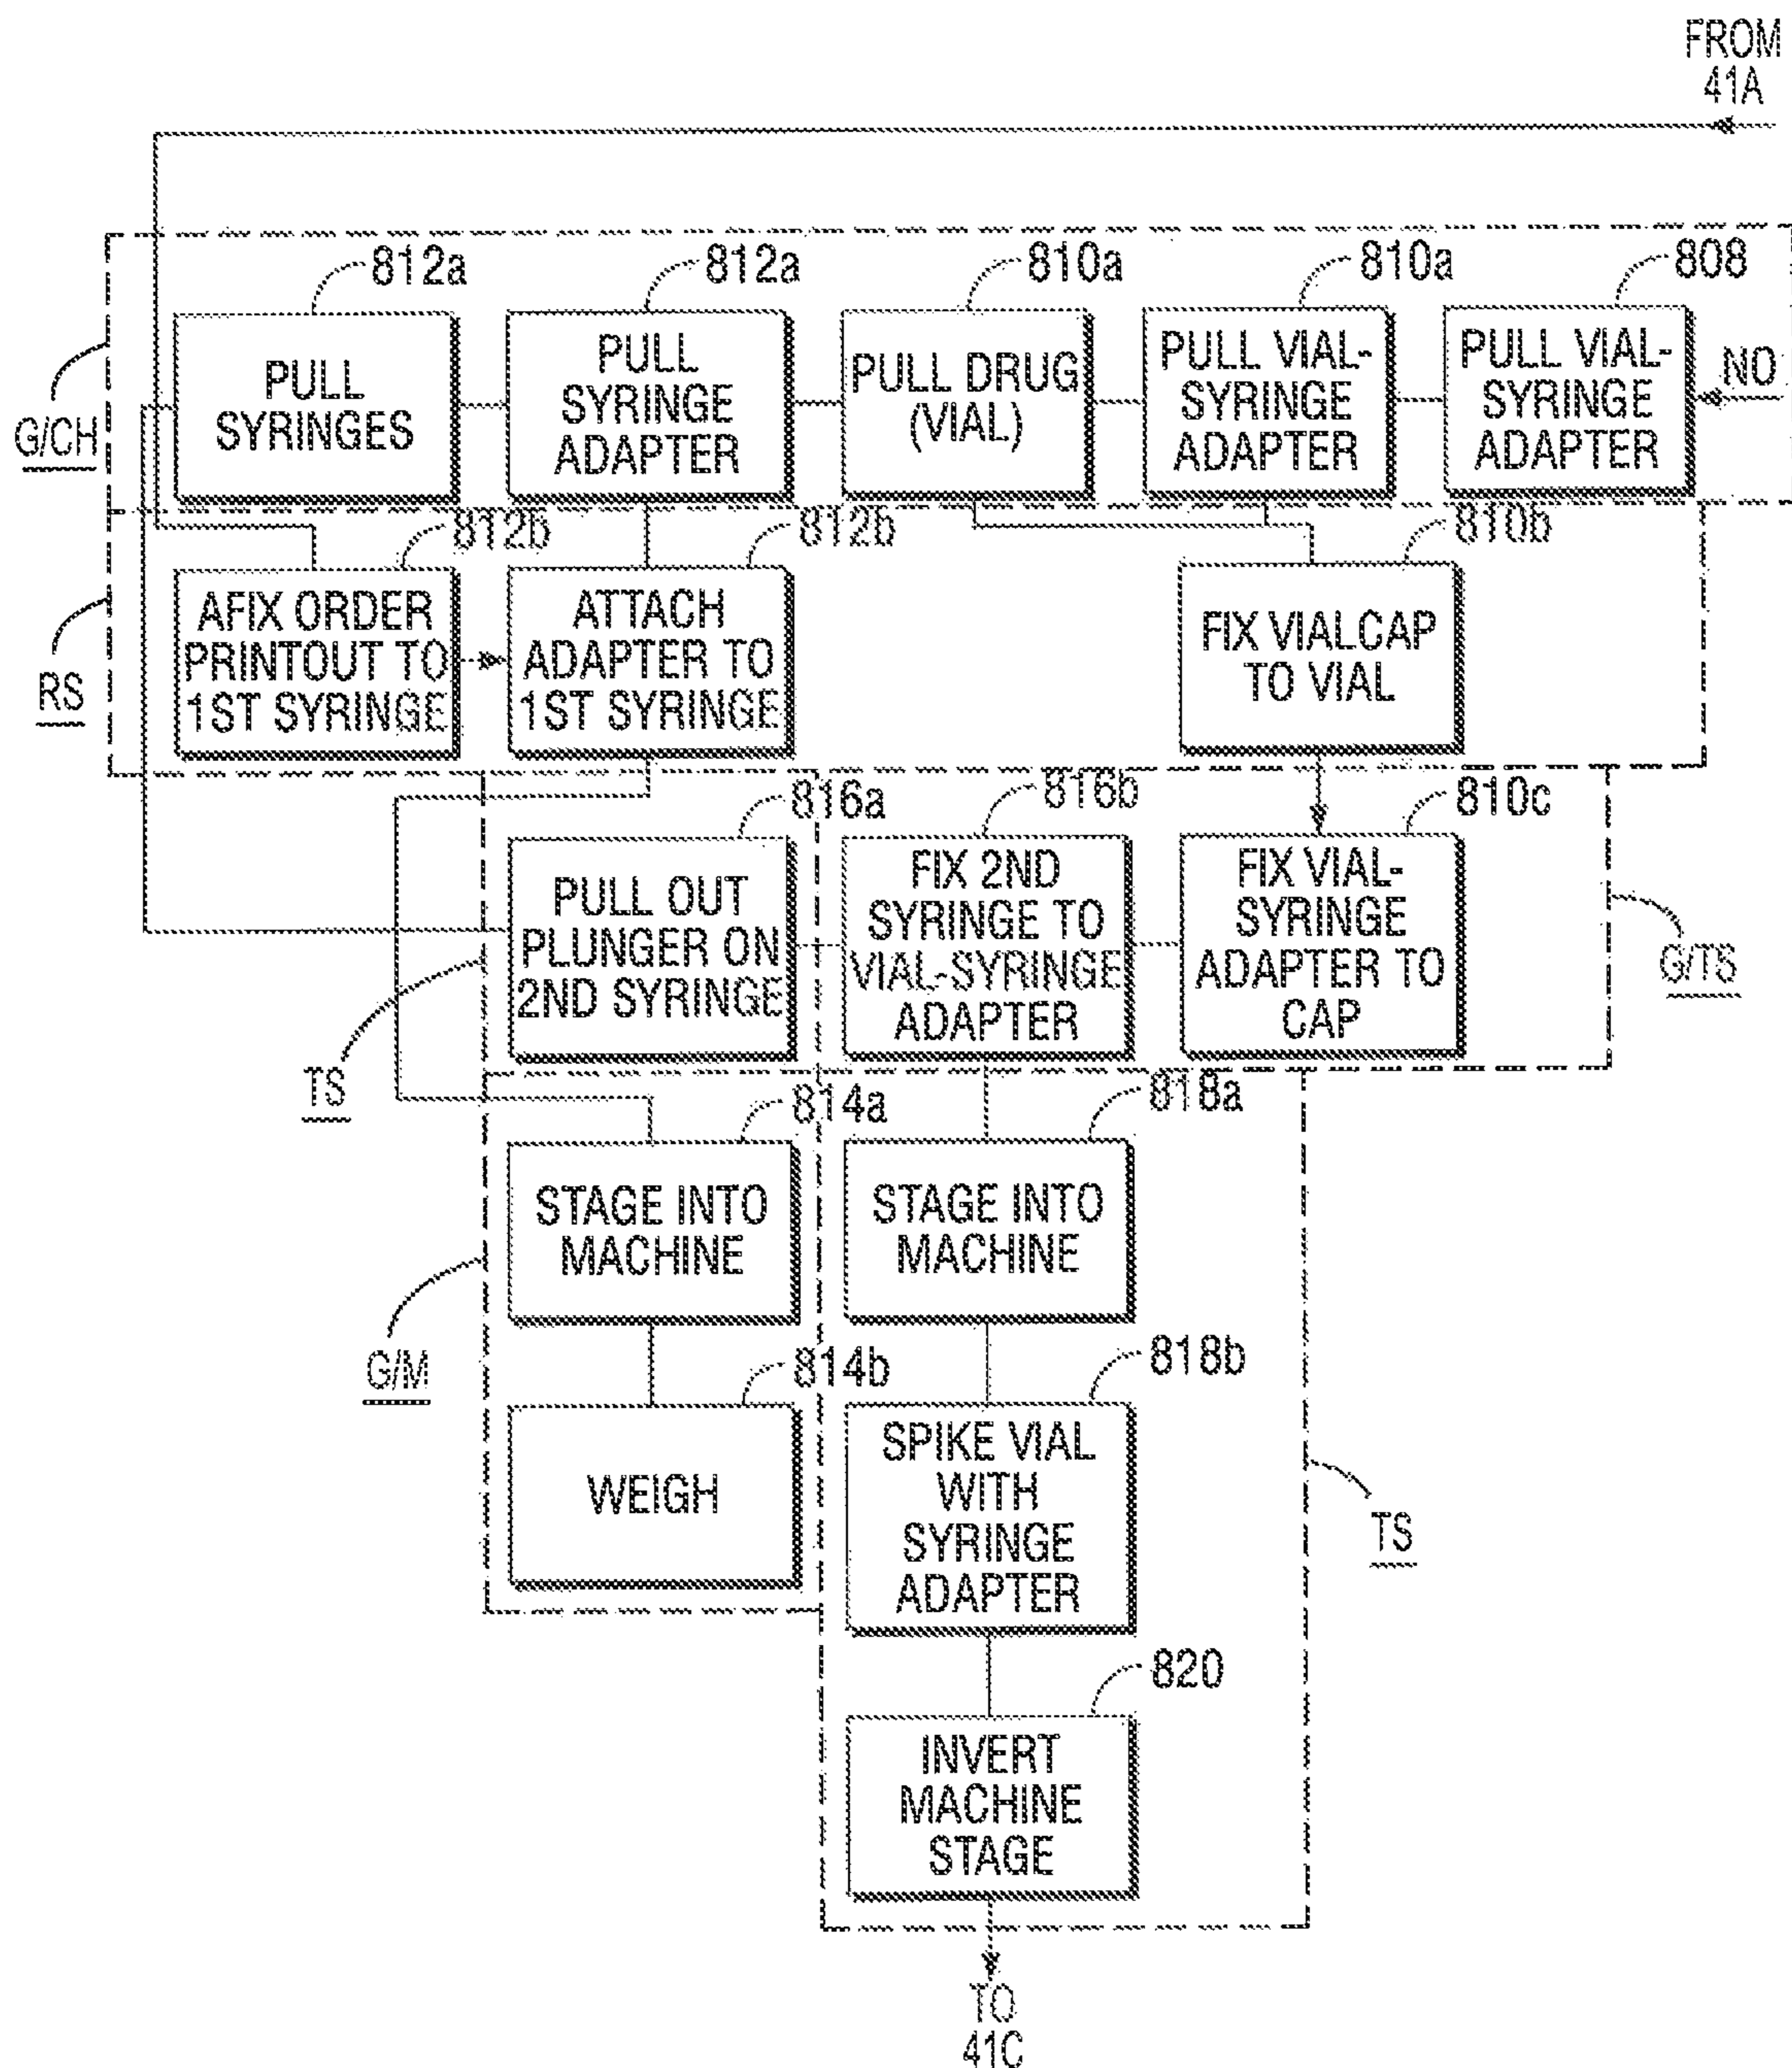 FROM
41A
812a
812a
810a
810a
808
PULL
SYRINGES
PULL
SYRINGE
ADAPTER
PULL DRUG
(VIAL)
PULL VIAL-
SYRINGE
ADAPTER
PULL VIAL-
SYRINGE
ADAPTER
NO
G/CH
812b
812b
810b
AFIX ORDER
PRINTOUT TO
1ST SYRINGE
ATTACH
ADAPTER TO
1ST SYRINGE
FIX VIALCAP
TO VIAL
RS
816a
816b
810c
PULL OUT
PLUNGER ON
2ND SYRINGE
FIX 2ND
SYRINGE TO
VIAL-SYRINGE
ADAPTER
FIX VIAL-
SYRINGE
ADAPTER TO
CAP
G/TS
TS
814a
818a
STAGE INTO
MACHINE
STAGE INTO
MACHINE
G/M
814b
818b
WEIGH
SPIKE VIAL
WITH
SYRINGE
ADAPTER
TS
820
INVERT
MACHINE
STAGE
TO
41C